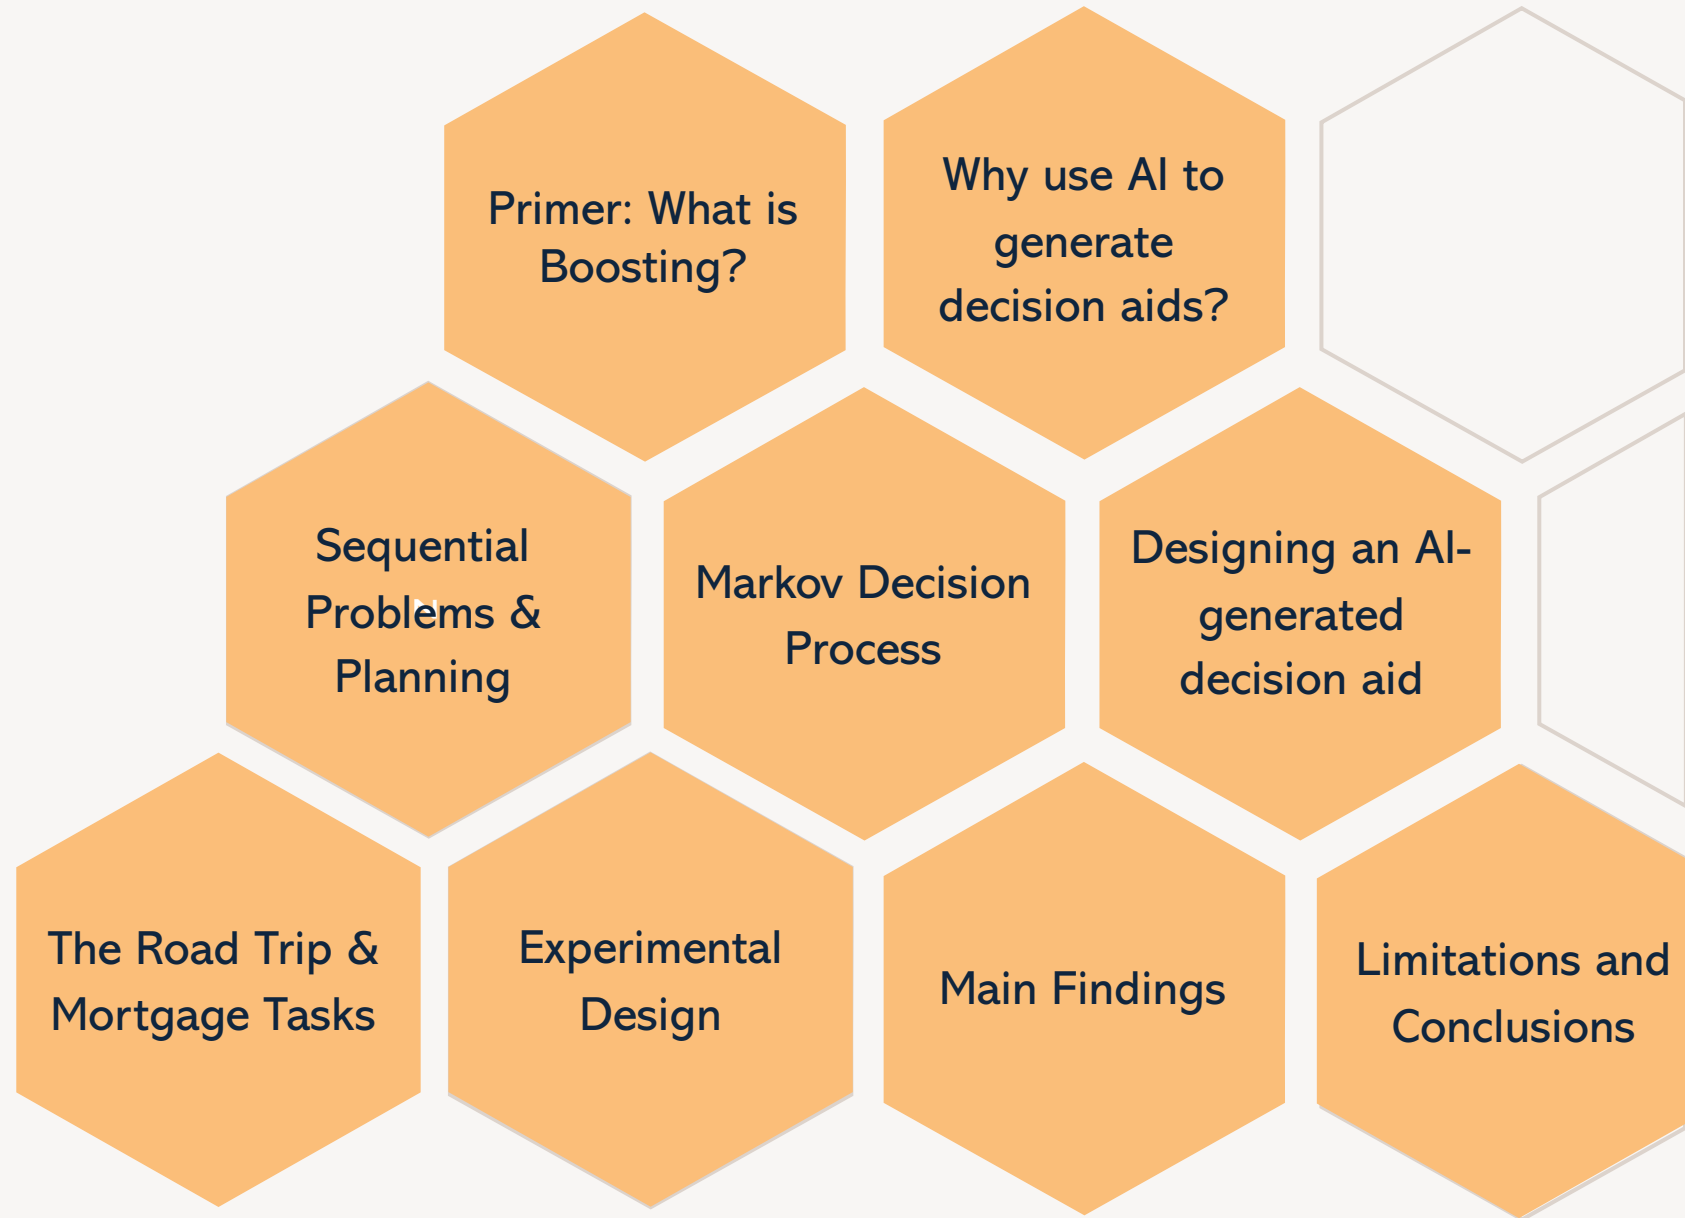 Primer: What is
Boosting?
Why use AI to
generate
decision aids?
Sequential
Problems &
Planning
Markov Decision
Process
Designing an AI-
generated
decision aid
The Road Trip &
Mortgage Tasks
Experimental
Design
Main Findings
Limitations and
Conclusions